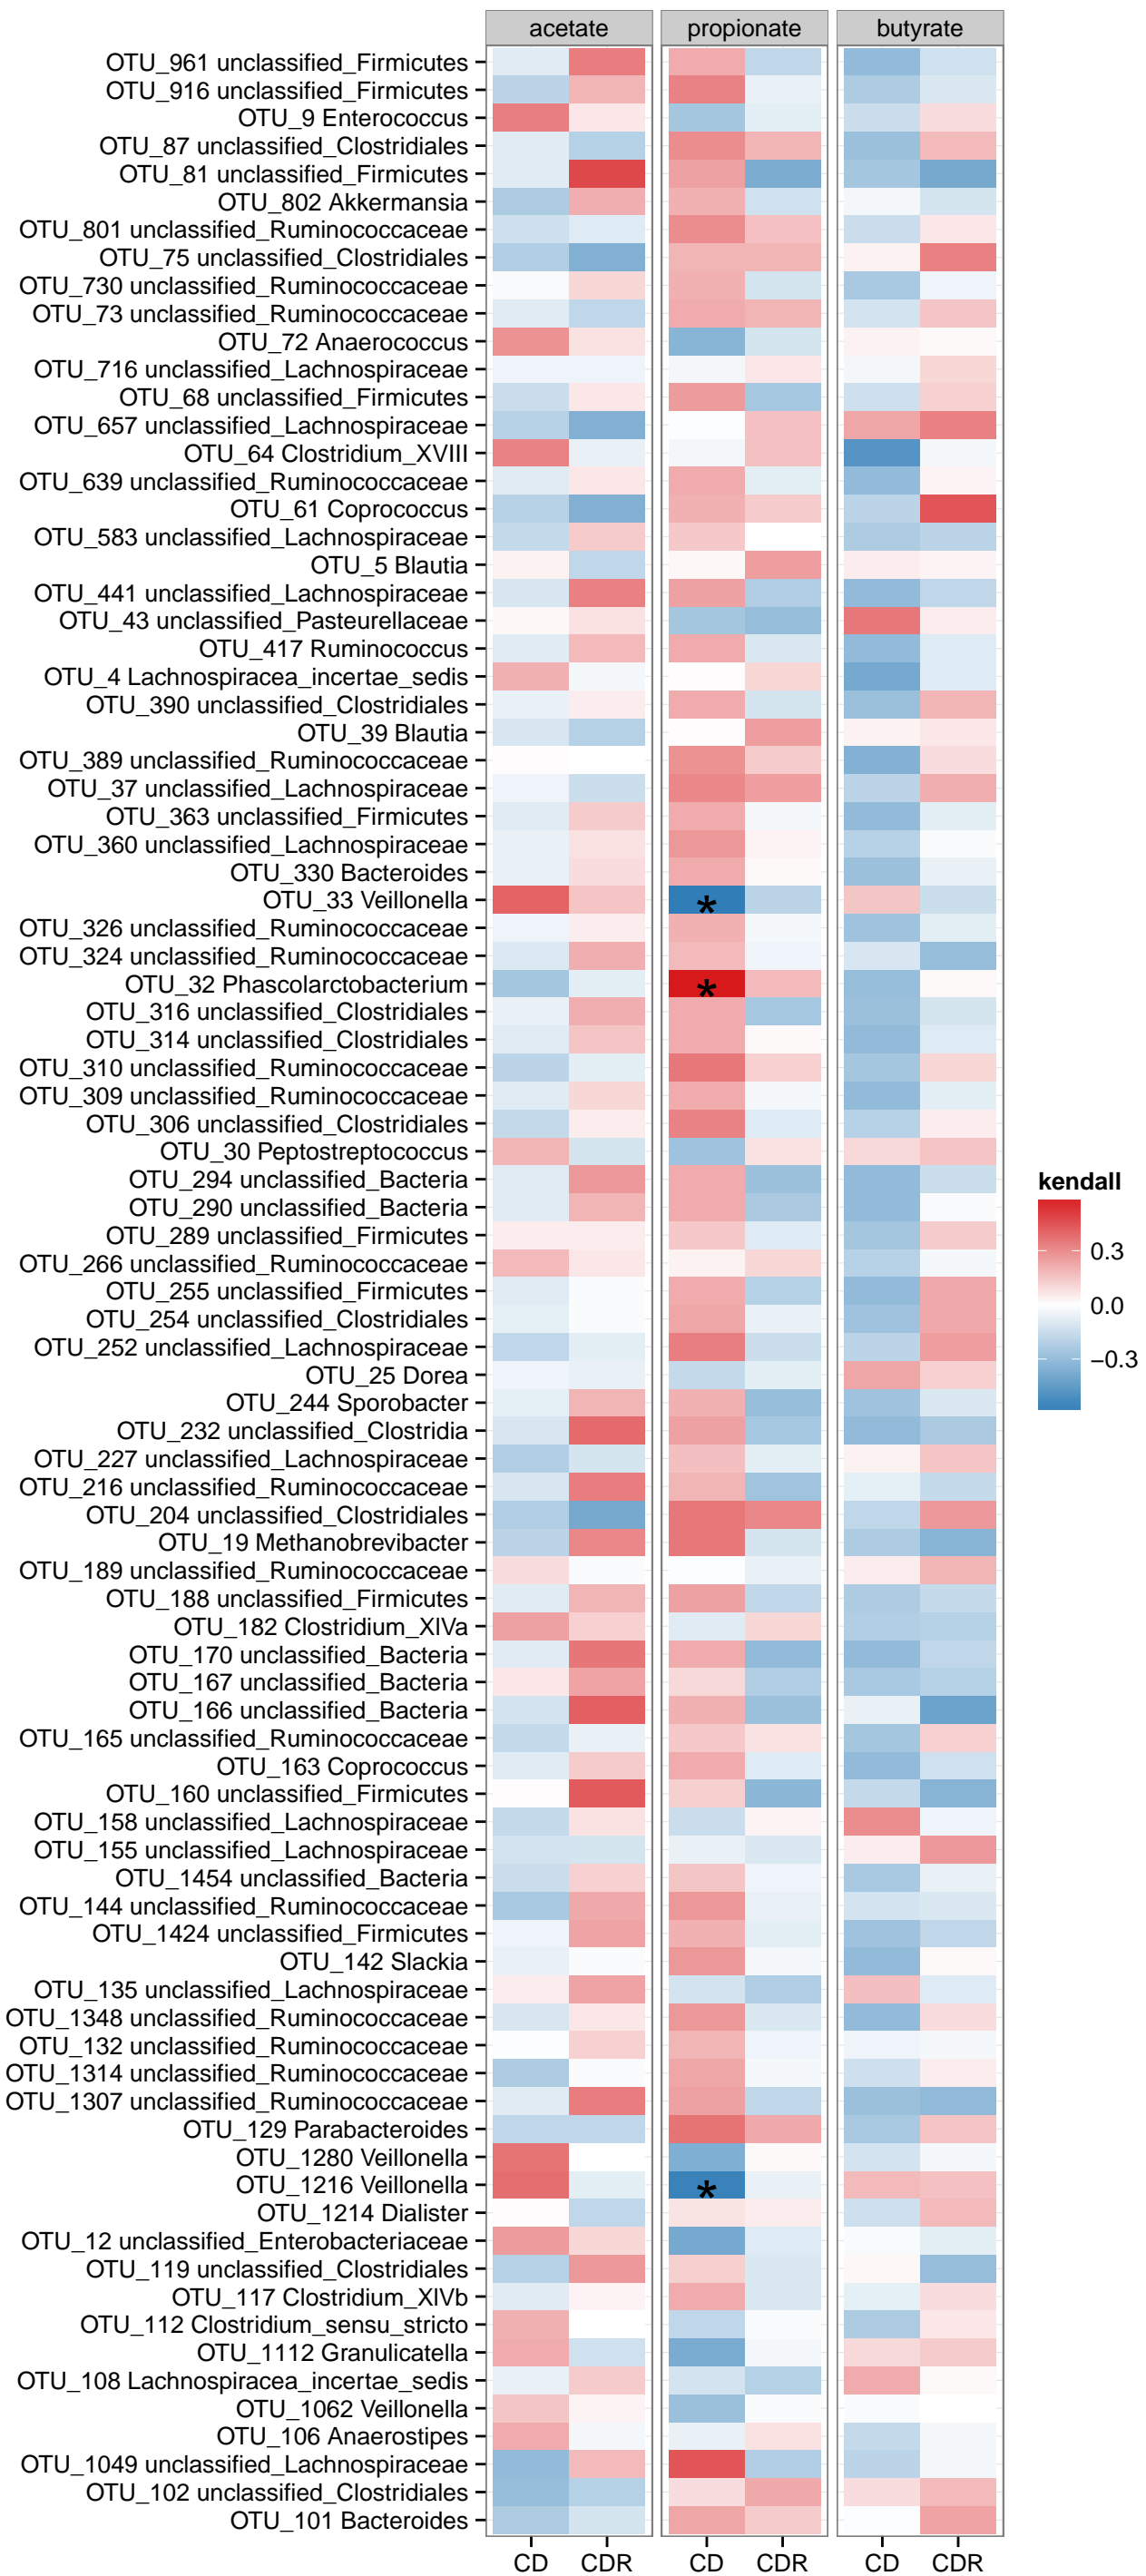 acetate propionate butyrate
OTU_961 unclassified_Firmicutes
OTU_916 unclassified_Firmicutes
OTU_9 Enterococcus
OTU_87 unclassified_Clostridiales
OTU_81 unclassified_Firmicutes
OTU_802 Akkermansia
OTU_801 unclassified_Ruminococcaceae
OTU_75 unclassified_Clostridiales
OTU_730 unclassified_Ruminococcaceae
OTU_73 unclassified_Ruminococcaceae
OTU_72 Anaerococcus
OTU_716 unclassified_Lachnospiraceae
OTU_68 unclassified_Firmicutes
OTU_657 unclassified_Lachnospiraceae
OTU_64 Clostridium_XVIII
OTU_639 unclassified_Ruminococcaceae
OTU_61 Coprococcus
OTU_583 unclassified_Lachnospiraceae
OTU_5 Blautia
OTU_441 unclassified_Lachnospiraceae
OTU_43 unclassified_Pasteurellaceae
OTU_417 Ruminococcus
OTU_4 Lachnospiracea_incertae_sedis
OTU_390 unclassified_Clostridiales
OTU_39 Blautia
OTU_389 unclassified_Ruminococcaceae
OTU_37 unclassified_Lachnospiraceae
OTU_363 unclassified_Firmicutes
OTU_360 unclassified_Lachnospiraceae
OTU_330 Bacteroides
OTU_33 Veillonella *
OTU_326 unclassified_Ruminococcaceae
OTU_324 unclassified_Ruminococcaceae
OTU_32 Phascolarctobacterium *
OTU_316 unclassified_Clostridiales
OTU_314 unclassified_Clostridiales
OTU_310 unclassified_Ruminococcaceae
OTU_309 unclassified_Ruminococcaceae
OTU_306 unclassified_Clostridiales
OTU_30 Peptostreptococcus
OTU_294 unclassified_Bacteria
OTU_290 unclassified_Bacteria
OTU_289 unclassified_Firmicutes
OTU_266 unclassified_Ruminococcaceae
OTU_255 unclassified_Firmicutes
OTU_254 unclassified_Clostridiales
OTU_252 unclassified_Lachnospiraceae
OTU_25 Dorea
OTU_244 Sporobacter
OTU_232 unclassified_Clostridia
OTU_227 unclassified_Lachnospiraceae
OTU_216 unclassified_Ruminococcaceae
OTU_204 unclassified_Clostridiales
OTU_19 Methanobrevibacter
OTU_189 unclassified_Ruminococcaceae
OTU_188 unclassified_Firmicutes
OTU_182 Clostridium_XIVa
OTU_170 unclassified_Bacteria
OTU_167 unclassified_Bacteria
OTU_166 unclassified_Bacteria
OTU_165 unclassified_Ruminococcaceae
OTU_163 Coprococcus
OTU_160 unclassified_Firmicutes
OTU_158 unclassified_Lachnospiraceae
OTU_155 unclassified_Lachnospiraceae
OTU_1454 unclassified_Bacteria
OTU_144 unclassified_Ruminococcaceae
OTU_1424 unclassified_Firmicutes
OTU_142 Slackia
OTU_135 unclassified_Lachnospiraceae
OTU_1348 unclassified_Ruminococcaceae
OTU_132 unclassified_Ruminococcaceae
OTU_1314 unclassified_Ruminococcaceae
OTU_1307 unclassified_Ruminococcaceae
OTU_129 Parabacteroides
OTU_1280 Veillonella
OTU_1216 Veillonella *
OTU_1214 Dialister
OTU_12 unclassified_Enterobacteriaceae
OTU_119 unclassified_Clostridiales
OTU_117 Clostridium_XIVb
OTU_112 Clostridium_sensu_stricto
OTU_1112 Granulicatella
OTU_108 Lachnospiracea_incertae_sedis
OTU_1062 Veillonella
OTU_106 Anaerostipes
OTU_1049 unclassified_Lachnospiraceae
OTU_102 unclassified_Clostridiales
OTU_101 Bacteroides
CD CDR CD CDR CD CDR
kendall
0.3
0.0
−0.3